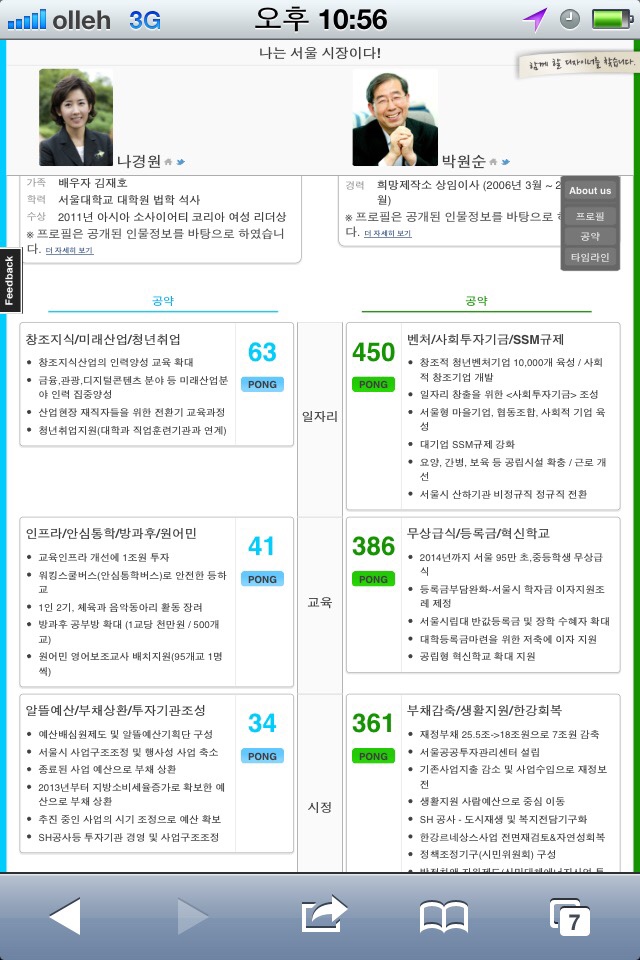 olleh 3G 오후 10:56
나는 서울 시장이다!
함께 할 디자이너를 찾습니다.
나경원
박원순
가족 배우자 김재호
학력 서울대학교 대학원 법학 석사
수상 2011년 아시아 소사이어티 코리아 여성 리더상
※ 프로필은 공개된 인물정보를 바탕으로 하였습니
다. 더 자세히 보기
경력 희망제작소 상임이사 (2006년 3월 ~ 2
월)
※ 프로필은 공개된 인물정보를 바탕으로 하
다. 더 자세히 보기
About us
프로필
공약
타임라인
Feedback
공약
공약
창조지식/미래산업/청년취업
창조지식산업의 인력양성 교육 확대
금융,관광,디지털콘텐츠 분야 등 미래산업분
야 인력 집중양성
산업현장 재직자들을 위한 전환기 교육과정
청년취업지원(대학과 직업훈련기관과 연계)
63
PONG
일자리
450
PONG
벤처/사회투자기금/SSM규제
창조적 청년벤처기업 10,000개 육성 / 사회
적 창조기업 개발
일자리 창출을 위한 <사회투자기금> 조성
서울형 마을기업, 협동조합, 사회적 기업 육
성
대기업 SSM규제 강화
요양, 간병, 보육 등 공립시설 확충 / 근로 개
선
서울시 산하기관 비정규직 정규직 전환
인프라/안심통학/방과후/원어민
교육인프라 개선에 1조원 투자
워킹스쿨버스(안심통학버스)로 안전한 등하
교
1인 2기, 체육과 음악동아리 활동 장려
방과후 공부방 확대 (1교당 천만원 / 500개
교)
원어민 영어보조교사 배치지원(95개교 1명
씩)
41
PONG
교육
386
PONG
무상급식/등록금/혁신학교
2014년까지 서울 95만 초,중등학생 무상급
식
등록금부담완화-서울시 학자금 이자지원조
례 제정
서울시립대 반값등록금 및 장학 수혜자 확대
대학등록금마련을 위한 저축에 이자 지원
공립형 혁신학교 확대 지원
알뜰예산/부채상환/투자기관조성
예산배심원제도 및 알뜰예산기획단 구성
서울시 사업구조조정 및 행사성 사업 축소
종료된 사업 예산으로 부채 상환
2013년부터 지방소비세율증가로 확보한 예
산으로 부채 상환
추진 중인 사업의 시기 조정으로 예산 확보
SH공사등 투자기관 경영 및 사업구조조정
34
PONG
시정
361
PONG
부채감축/생활지원/한강회복
재정부채 25.5조->18조원으로 7조원 감축
서울공공투자관리센터 설립
기존사업지출 감소 및 사업수입으로 재정보
전
생활지원 사람예산으로 중심 이동
SH 공사 - 도시재생 및 복지전담기구화
한강르네상스사업 전면재검토&자연성회복
정책조정기구(시민위원회) 구성
7